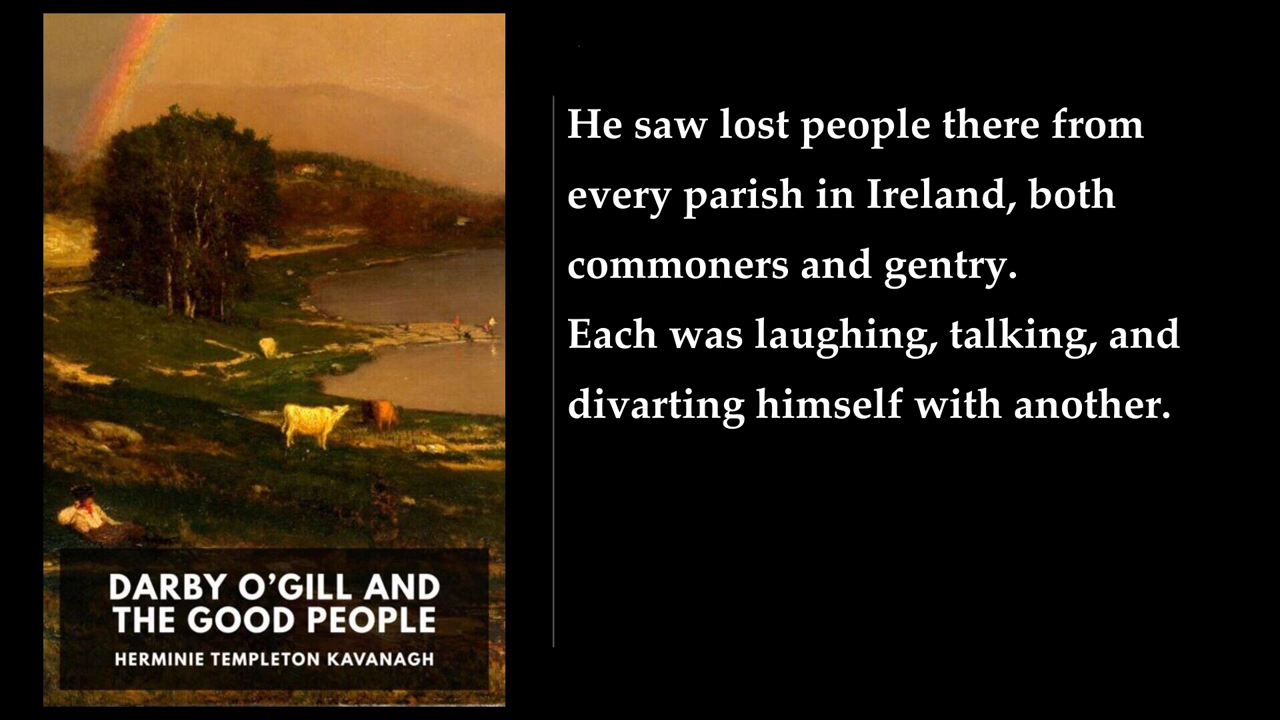 He saw lost people there from
every parish in Ireland, both
commoners and gentry.
Each was laughing, talking, and
divarting himself with another.
DARBY O’GILL AND
THE GOOD PEOPLE
HERMINIE TEMPLETON KAVANAGH